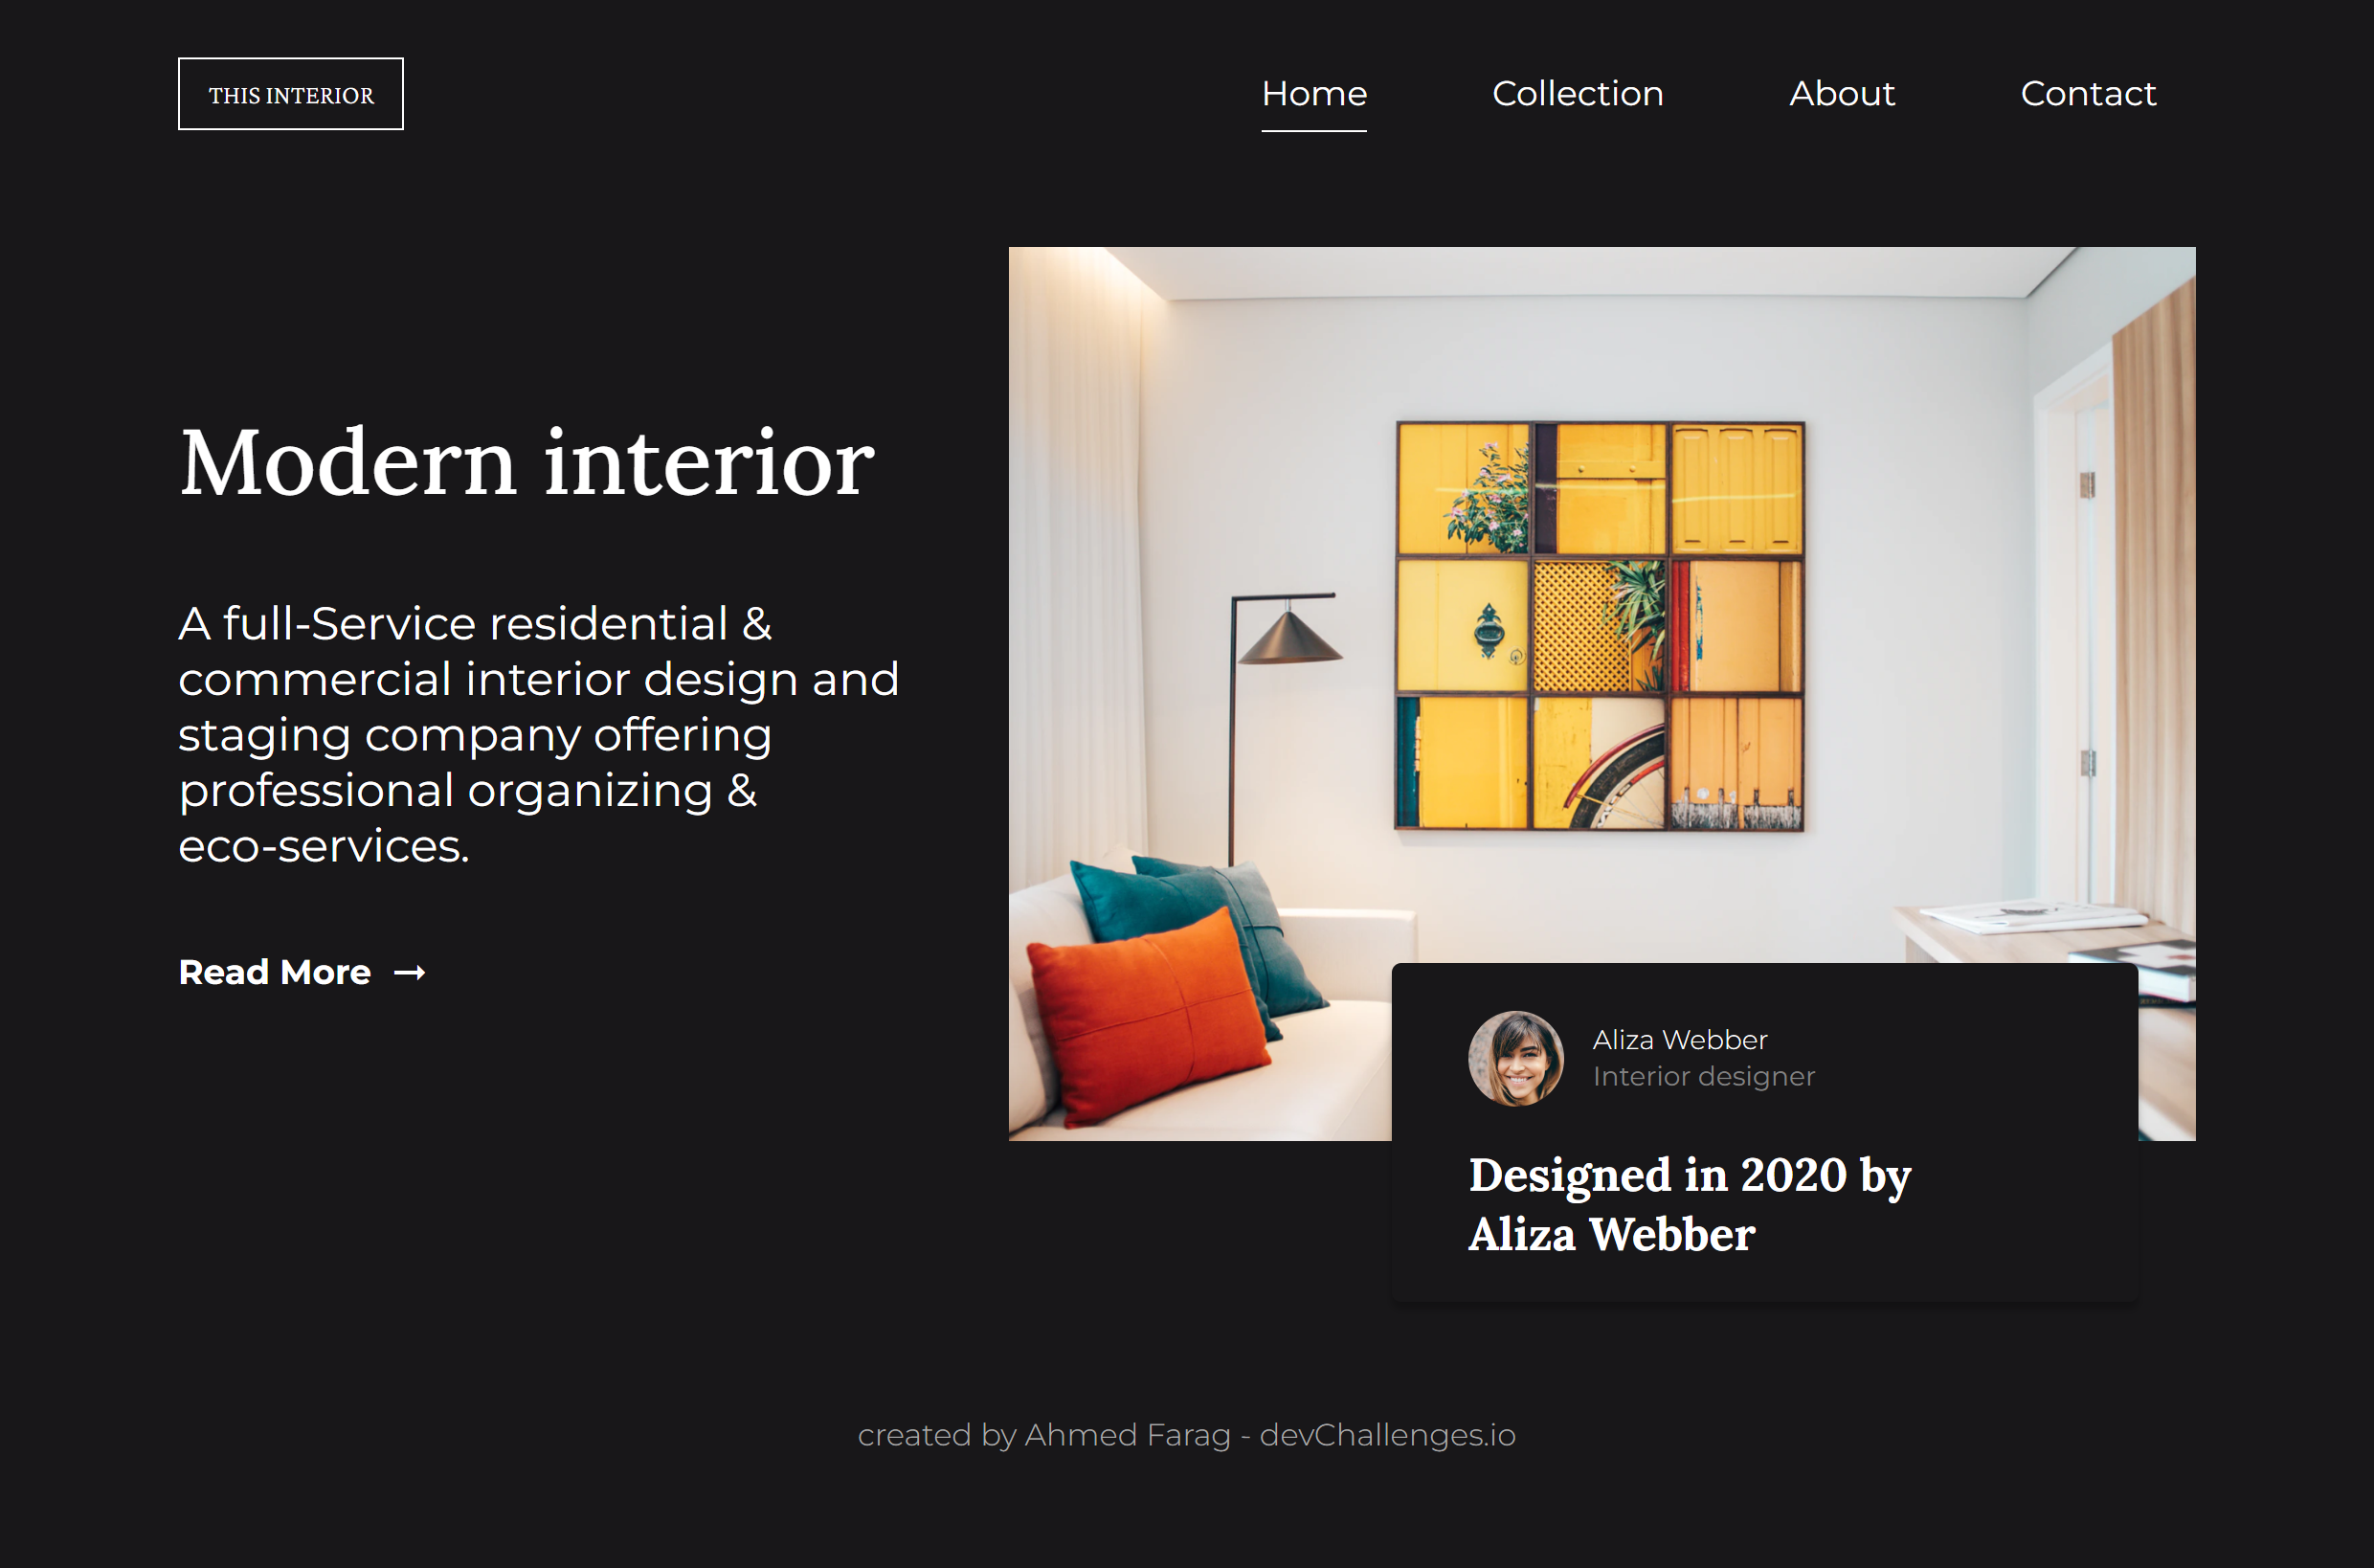 THIS INTERIOR
Home
Collection
About
Contact
Modern interior
A full-Service residential &
commercial interior design and
staging company offering
professional organizing &
eco-services.
Read More →
Aliza Webber
Interior designer
Designed in 2020 by
Aliza Webber
created by Ahmed Farag - devChallenges.io